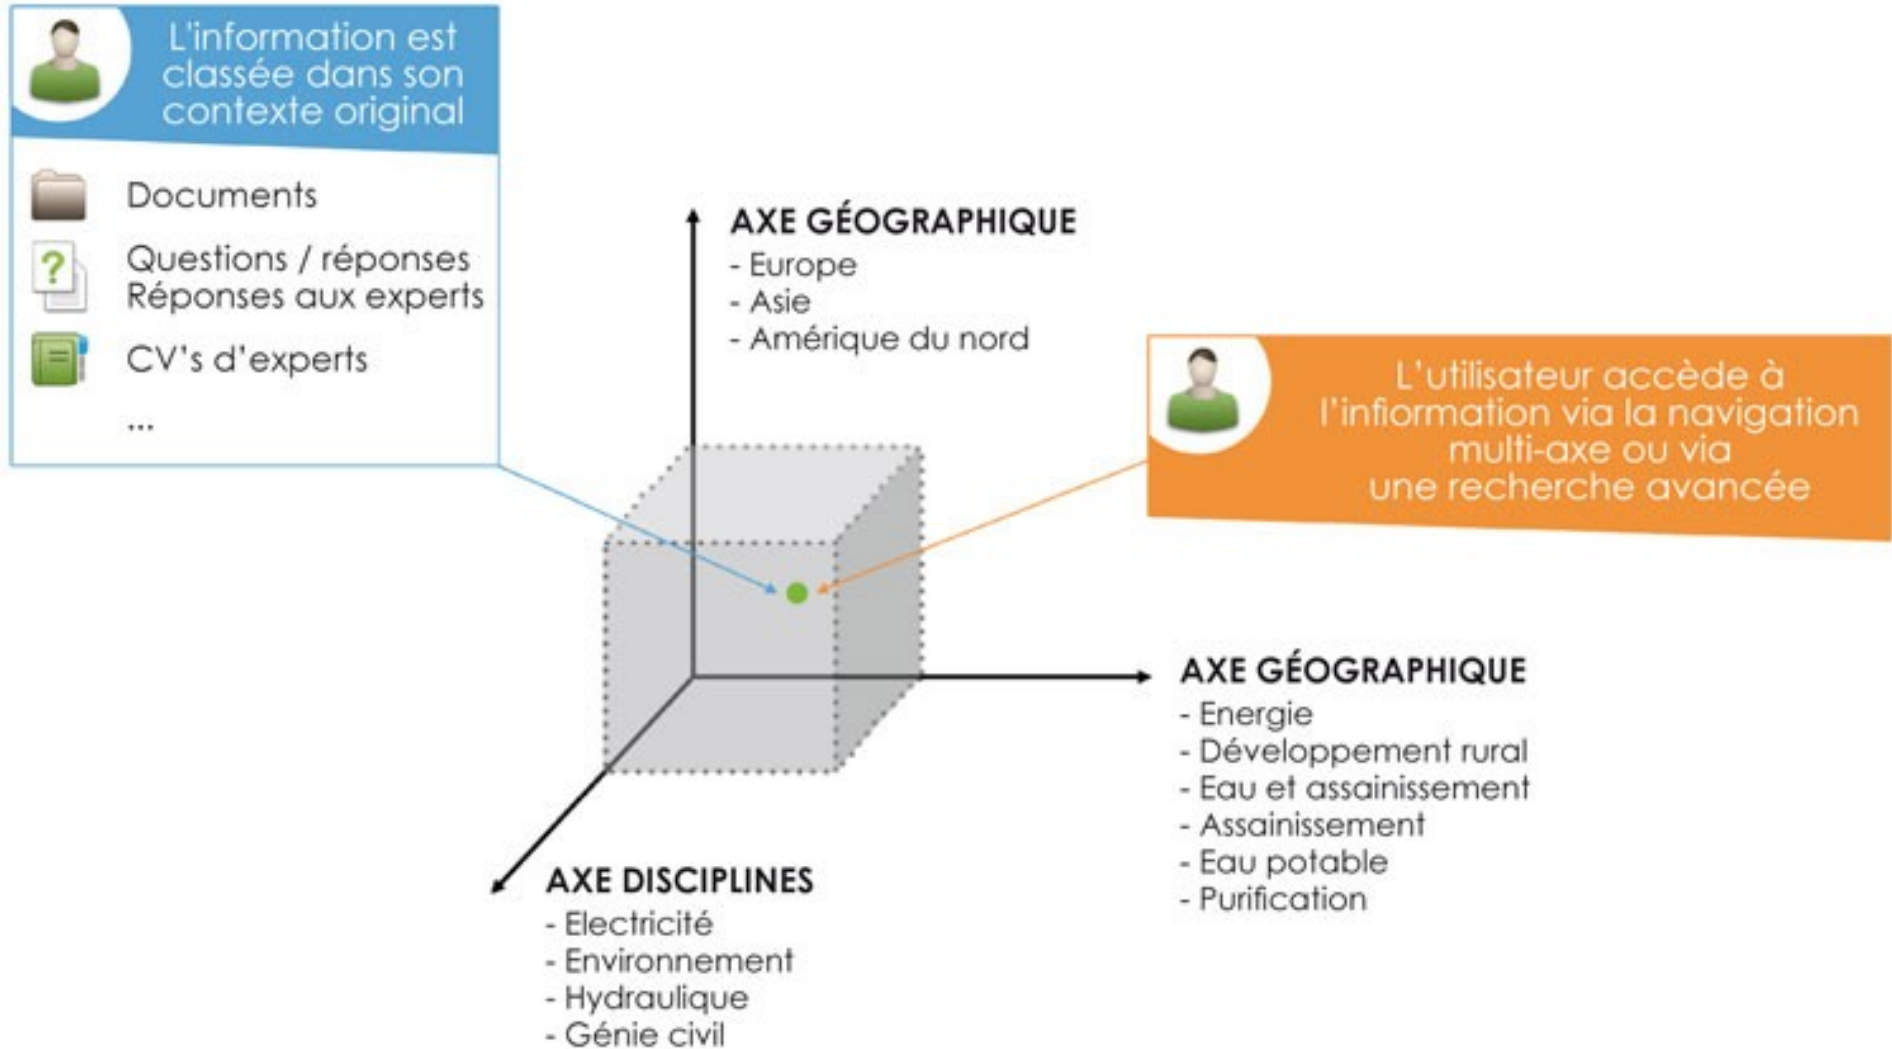 L'information est
classée dans son
contexte original
Documents
Questions / réponses
Réponses aux experts
CV's d'experts
...
AXE GÉOGRAPHIQUE
- Europe
- Asie
- Amérique du nord
L'utilisateur accède à
l'infiormation via la navigation
multi-axe ou via
une recherche avancée
AXE GÉOGRAPHIQUE
- Energie
- Développement rural
- Eau et assainissement
- Assainissement
- Eau potable
- Purification
AXE DISCIPLINES
- Electricité
- Environnement
- Hydraulique
- Génie civil